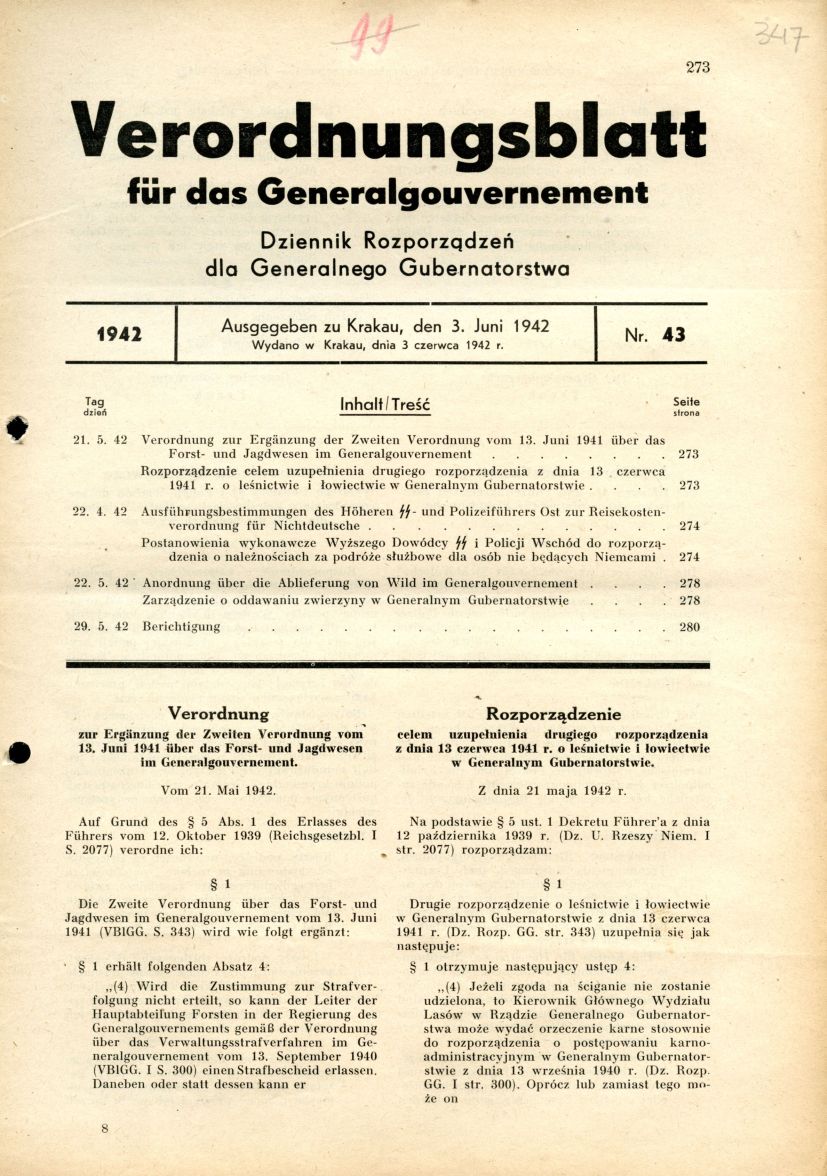 99
347
273
Verordnungsblatt
für das Generalgouvernement
Dziennik Rozporządzeń
dla Generalnego Gubernatorstwa
1942
Ausgegeben zu Krakau, den 3. Juni 1942
Wydano w Krakau, dnia 3 czerwca 1942 r.
Nr. 43
Tag
dzień
Inhalt/Treść
Seite
strona
21. 5. 42 Verordnung zur Ergänzung der Zweiten Verordnung vom 13. Juni 1941 über das
Forst- und Jagdwesen im Generalgouvernement . . . . . . . 273
Rozporządzenie celem uzupełnienia drugiego rozporządzenia z dnia 13 czerwca
1941 r. o leśnictwie i łowiectwie w Generalnym Gubernatorstwie . . . . 273
22. 4. 42 Ausführungsbestimmungen des Höheren ᛋᛋ- und Polizeiführers Ost zur Reisekosten-
verordnung für Nichtdeutsche . . . . . . . . . . . . 274
Postanowienia wykonawcze Wyższego Dowódcy ᛋᛋ i Policji Wschód do rozporzą-
dzenia o należnościach za podróże służbowe dla osób nie będących Niemcami . 274
22. 5. 42 Anordnung über die Ablieferung von Wild im Generalgouvernement . . . . 278
Zarządzenie o oddawaniu zwierzyny w Generalnym Gubernatorstwie . . . . 278
29. 5. 42 Berichtigung . . . . . . . . . . . . . . . 280
Verordnung
zur Ergänzung der Zweiten Verordnung vom
13. Juni 1941 über das Forst- und Jagdwesen
im Generalgouvernement.
Vom 21. Mai 1942.
Auf Grund des § 5 Abs. 1 des Erlasses des
Führers vom 12. Oktober 1939 (Reichsgesetzbl. I
S. 2077) verordne ich:
§ 1
Die Zweite Verordnung über das Forst- und
Jagdwesen im Generalgouvernement vom 13. Juni
1941 (VBlGG. S. 343) wird wie folgt ergänzt:
§ 1 erhält folgenden Absatz 4:
„(4) Wird die Zustimmung zur Strafver-
folgung nicht erteilt, so kann der Leiter der
Hauptabteilung Forsten in der Regierung des
Generalgouvernements gemäß der Verordnung
über das Verwaltungsstrafverfahren im Ge-
neralgouvernement vom 13. September 1940
(VBlGG. I S. 300) einen Strafbescheid erlassen.
Daneben oder statt dessen kann er
8
Rozporządzenie
celem uzupełnienia drugiego rozporządzenia
z dnia 13 czerwca 1941 r. o leśnictwie i łowiectwie
w Generalnym Gubernatorstwie.
Z dnia 21 maja 1942 r.
Na podstawie § 5 ust. 1 Dekretu Führer'a z dnia
12 października 1939 r. (Dz. U. Rzeszy Niem. I
str. 2077) rozporządzam:
§ 1
Drugie rozporządzenie o leśnictwie i łowiectwie
w Generalnym Gubernatorstwie z dnia 13 czerwca
1941 r. (Dz. Rozp. GG. str. 343) uzupełnia się jak
następuje:
§ 1 otrzymuje następujący ustęp 4:
„(4) Jeżeli zgoda na ściganie nie zostanie
udzielona, to Kierownik Głównego Wydziału
Lasów w Rządzie Generalnego Gubernator-
stwa może wydać orzeczenie karne stosownie
do rozporządzenia o postępowaniu karno-
administracyjnym w Generalnym Gubernator-
stwie z dnia 13 września 1940 r. (Dz. Rozp.
GG. I str. 300). Oprócz lub zamiast tego mo-
że on